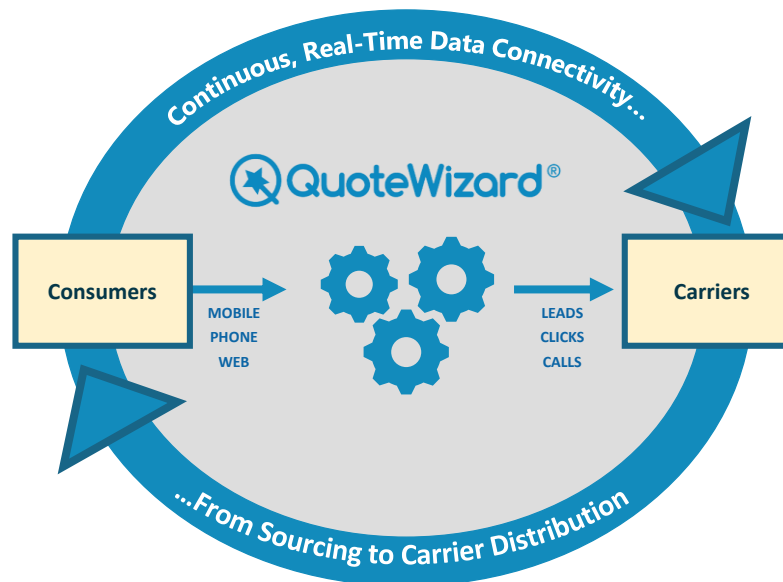 Continuous, Real-Time Data Connectivity...
QuoteWizard®
Consumers
MOBILE
PHONE
WEB
LEADS
CLICKS
CALLS
Carriers
...From Sourcing to Carrier Distribution